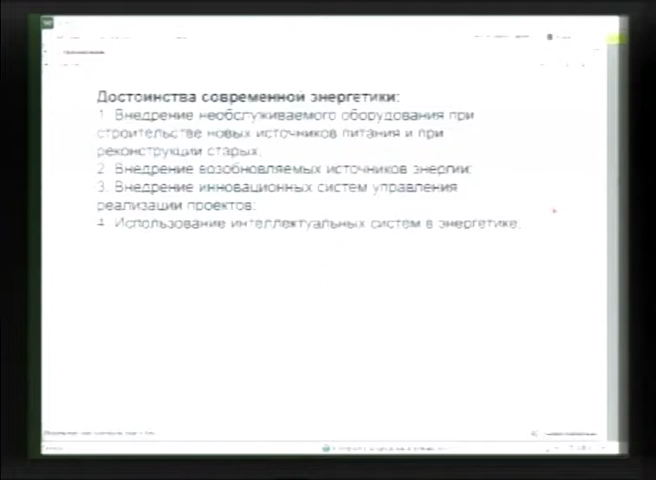 Достоинства современной энергетики:
1. Внедрение необслуживаемого оборудования при
строительстве новых источников питания и при
реконструкции старых;
2. Внедрение возобновляемых источников энергии;
3. Внедрение инновационных систем управления
реализации проектов;
4. Использование интеллектуальных систем в энергетике.